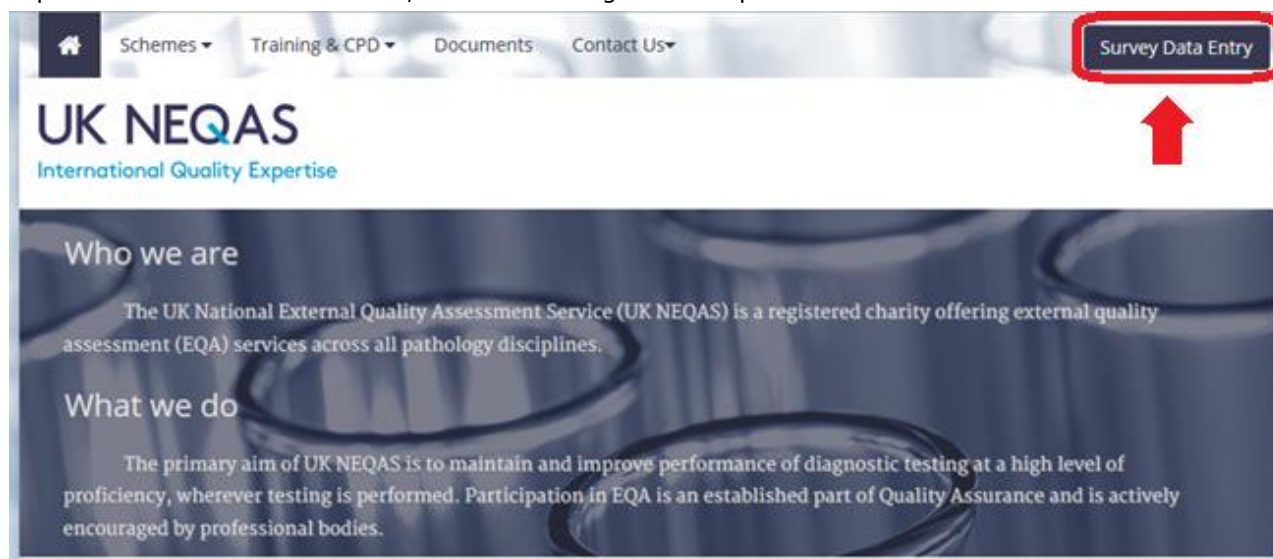 Schemes Training & CPD Documents Contact Us Survey Data Entry
UK NEQAS
International Quality Expertise
Who we are
The UK National External Quality Assessment Service (UK NEQAS) is a registered charity offering external quality
assessment (EQA) services across all pathology disciplines.
What we do
The primary aim of UK NEQAS is to maintain and improve performance of diagnostic testing at a high level of
proficiency, wherever testing is performed. Participation in EQA is an established part of Quality Assurance and is actively
encouraged by professional bodies.